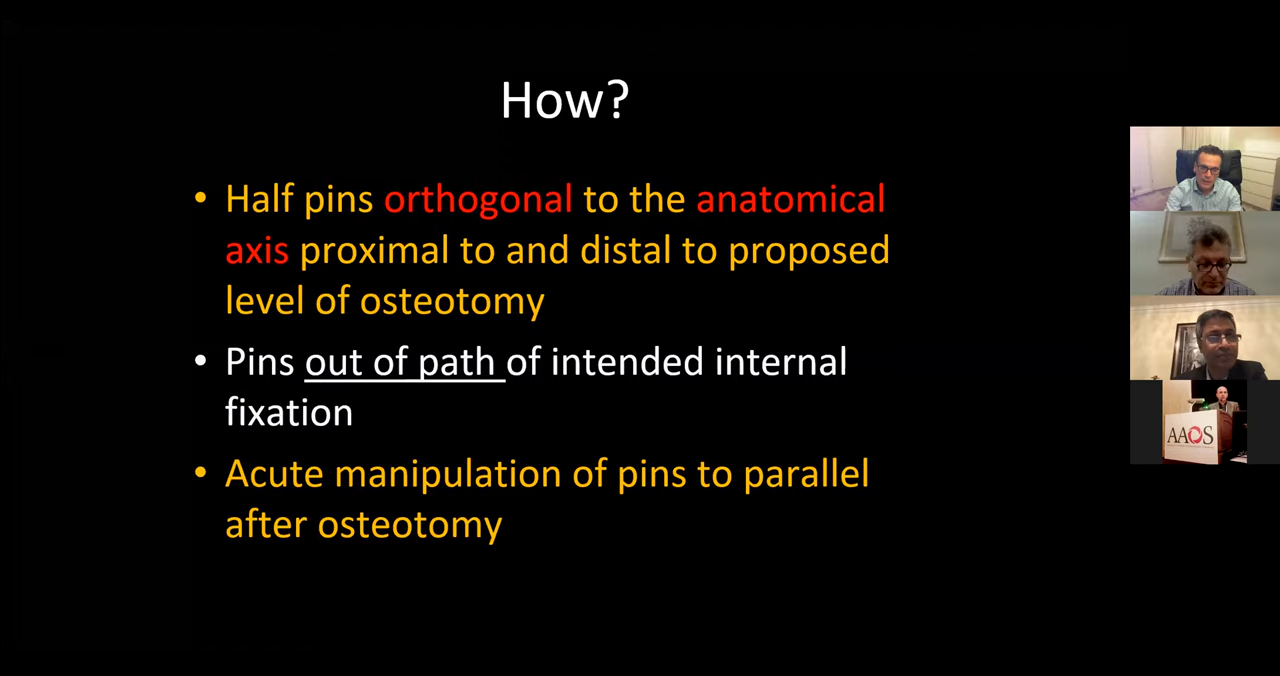 How?
• Half pins orthogonal to the anatomical
axis proximal to and distal to proposed
level of osteotomy
• Pins out of path of intended internal
fixation
• Acute manipulation of pins to parallel
after osteotomy
AAOS